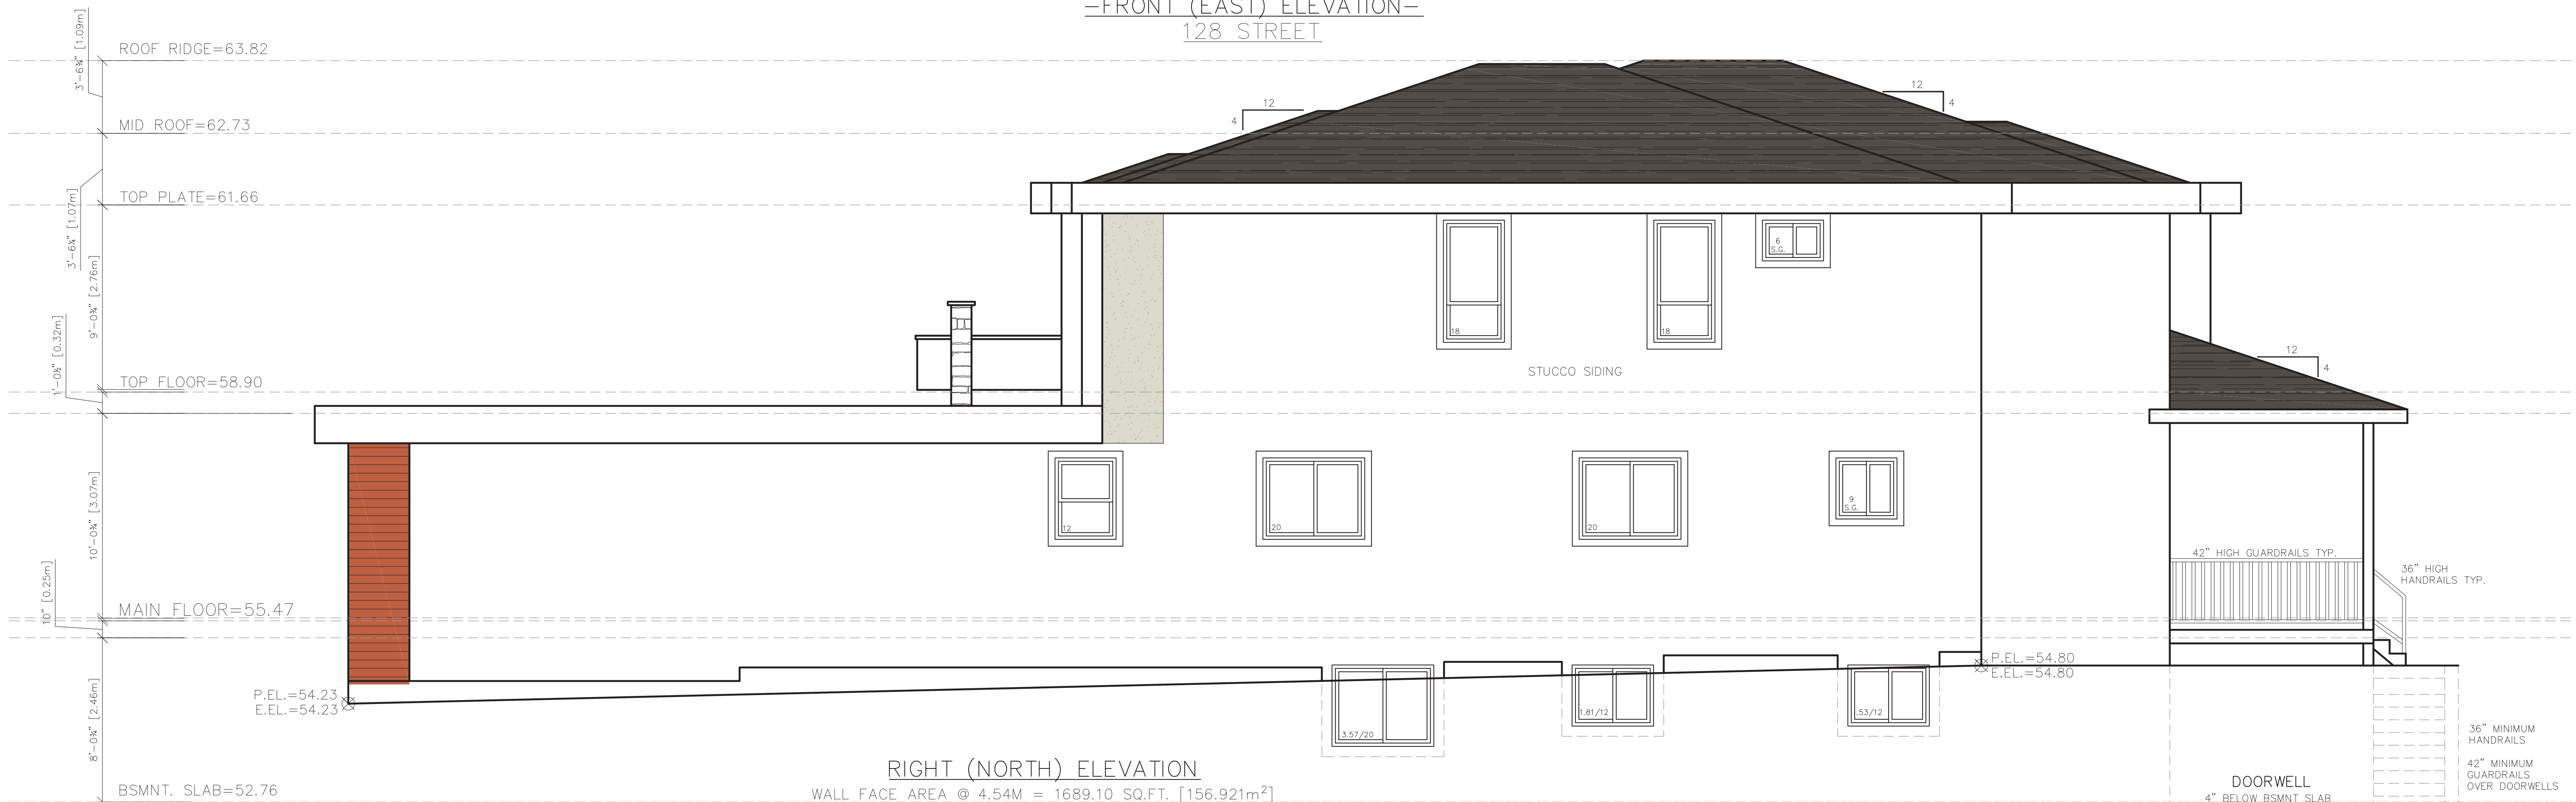 -FRONT (EAST) ELEVATION-
128 STREET
3'-6¾" [1.09m]
ROOF RIDGE=63.82
12
4
12
4
MID ROOF=62.73
3'-6¼" [1.07m]
TOP PLATE=61.66
6
S.G.
9'-0¾" [2.76m]
18
18
1'-0½" [0.32m]
TOP FLOOR=58.90
STUCCO SIDING
12
4
10'-0¾" [3.07m]
12
20
20
9
S.G.
42" HIGH GUARDRAILS TYP.
36" HIGH
HANDRAILS TYP.
10" [0.25m]
MAIN FLOOR=55.47
P.EL.=54.80
E.EL.=54.80
P.EL.=54.23
E.EL.=54.23
8'-0¾" [2.46m]
3.57/20
1.81/12
.53/12
36" MINIMUM
HANDRAILS
42" MINIMUM
GUARDRAILS
OVER DOORWELLS
RIGHT (NORTH) ELEVATION
WALL FACE AREA @ 4.54M = 1689.10 SQ.FT. [156.921m²]
BSMNT. SLAB=52.76
DOORWELL
4" BELOW BSMNT SLAB